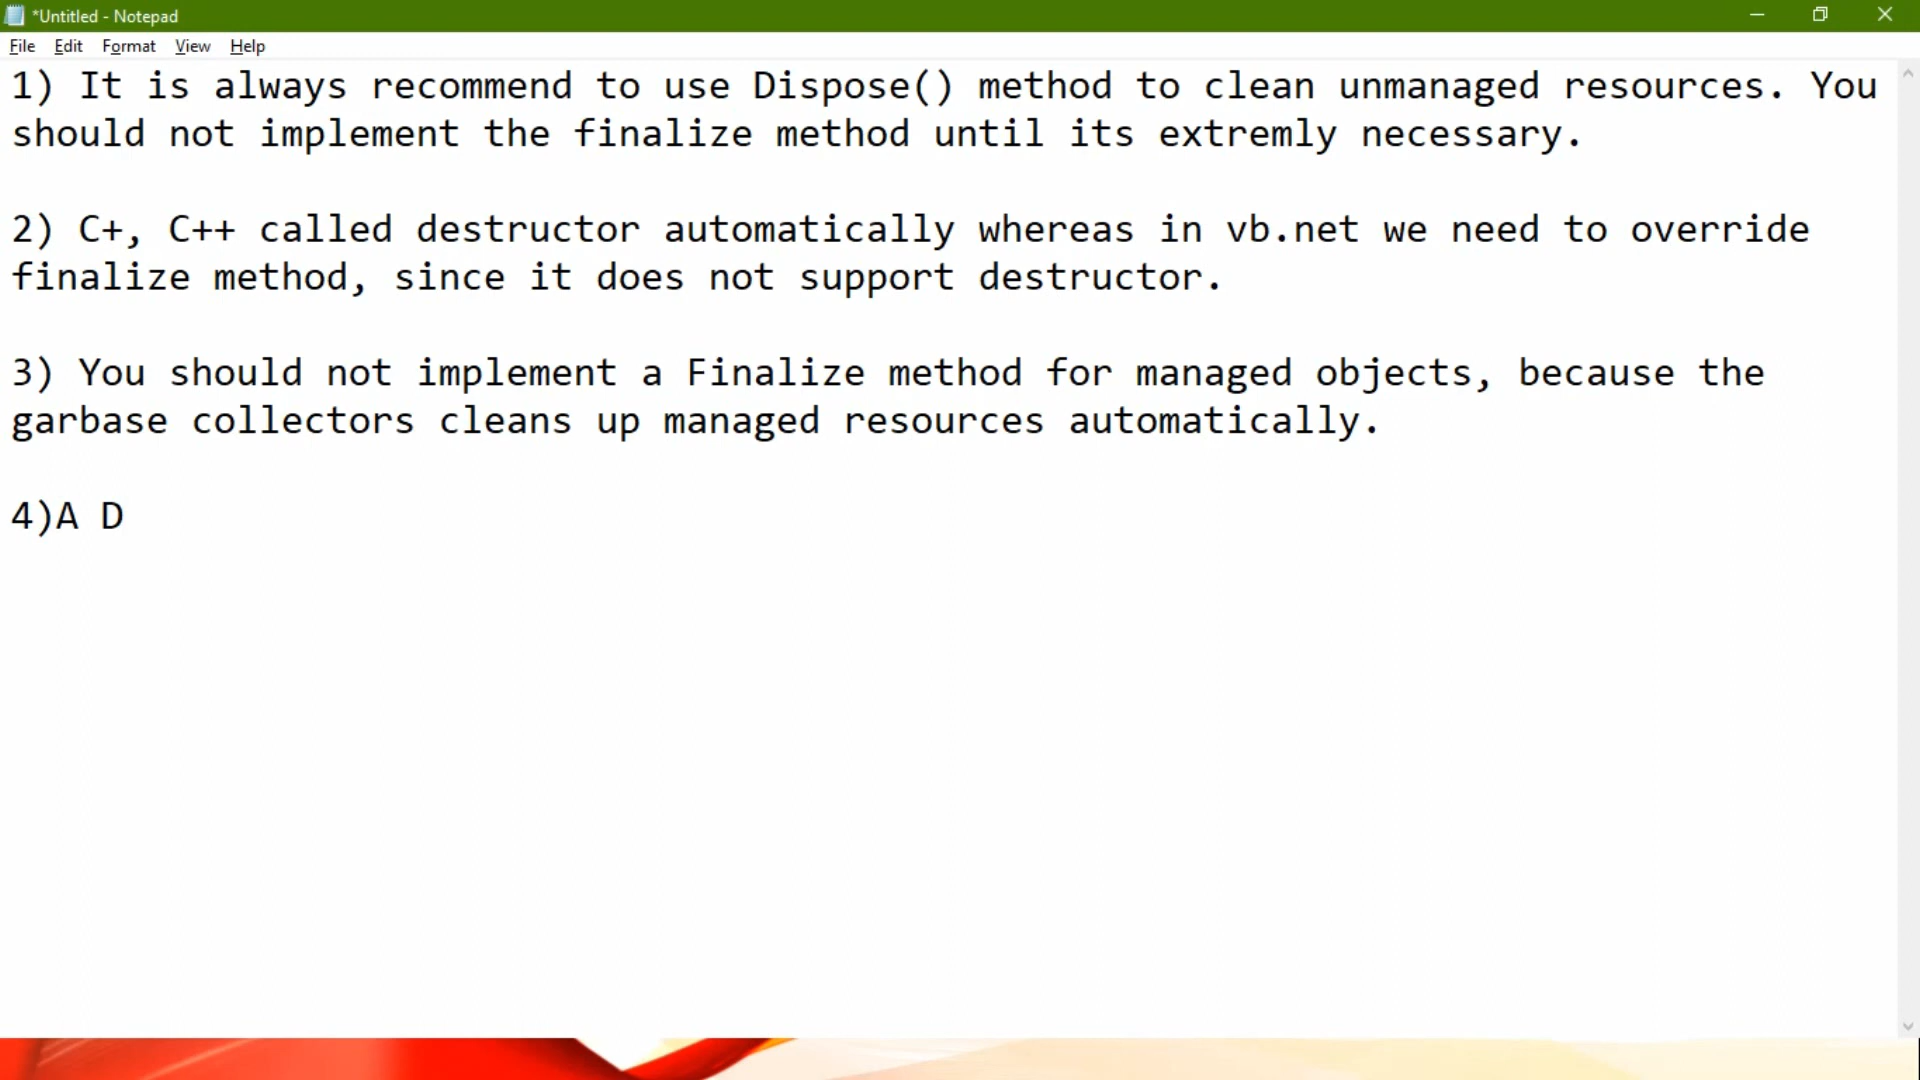 *Untitled - Notepad
File Edit Format View Help
1) It is always recommend to use Dispose() method to clean unmanaged resources. You
should not implement the finalize method until its extremly necessary.
2) C+, C++ called destructor automatically whereas in vb.net we need to override
finalize method, since it does not support destructor.
3) You should not implement a Finalize method for managed objects, because the
garbase collectors cleans up managed resources automatically.
4)A D